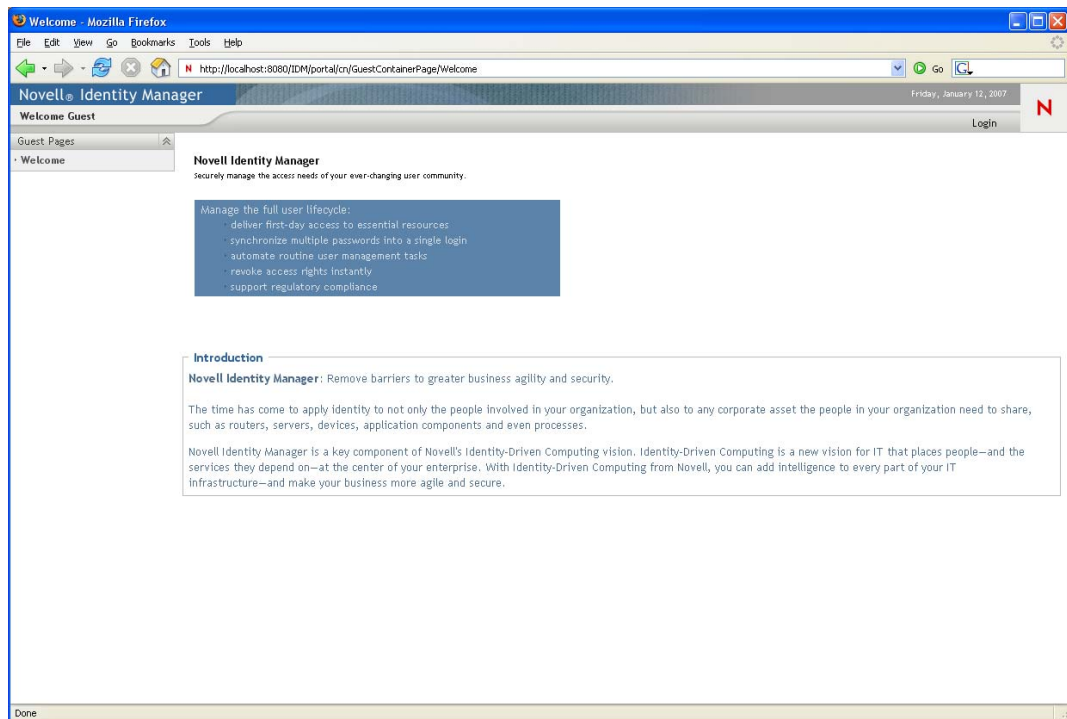 Welcome - Mozilla Firefox
File Edit View Go Bookmarks Tools Help
N http://localhost:8080/IDM/portal/cn/GuestContainerPage/Welcome Go G
Novell® Identity Manager Friday, January 12, 2007
N
Welcome Guest
Login
Guest Pages
· Welcome
Novell Identity Manager
Securely manage the access needs of your ever-changing user community.
Manage the full user lifecycle:
· deliver first-day access to essential resources
· synchronize multiple passwords into a single login
· automate routine user management tasks
· revoke access rights instantly
· support regulatory compliance
Introduction
Novell Identity Manager: Remove barriers to greater business agility and security.
The time has come to apply identity to not only the people involved in your organization, but also to any corporate asset the people in your organization need to share,
such as routers, servers, devices, application components and even processes.
Novell Identity Manager is a key component of Novell's Identity-Driven Computing vision. Identity-Driven Computing is a new vision for IT that places people—and the
services they depend on—at the center of your enterprise. With Identity-Driven Computing from Novell, you can add intelligence to every part of your IT
infrastructure—and make your business more agile and secure.
Done